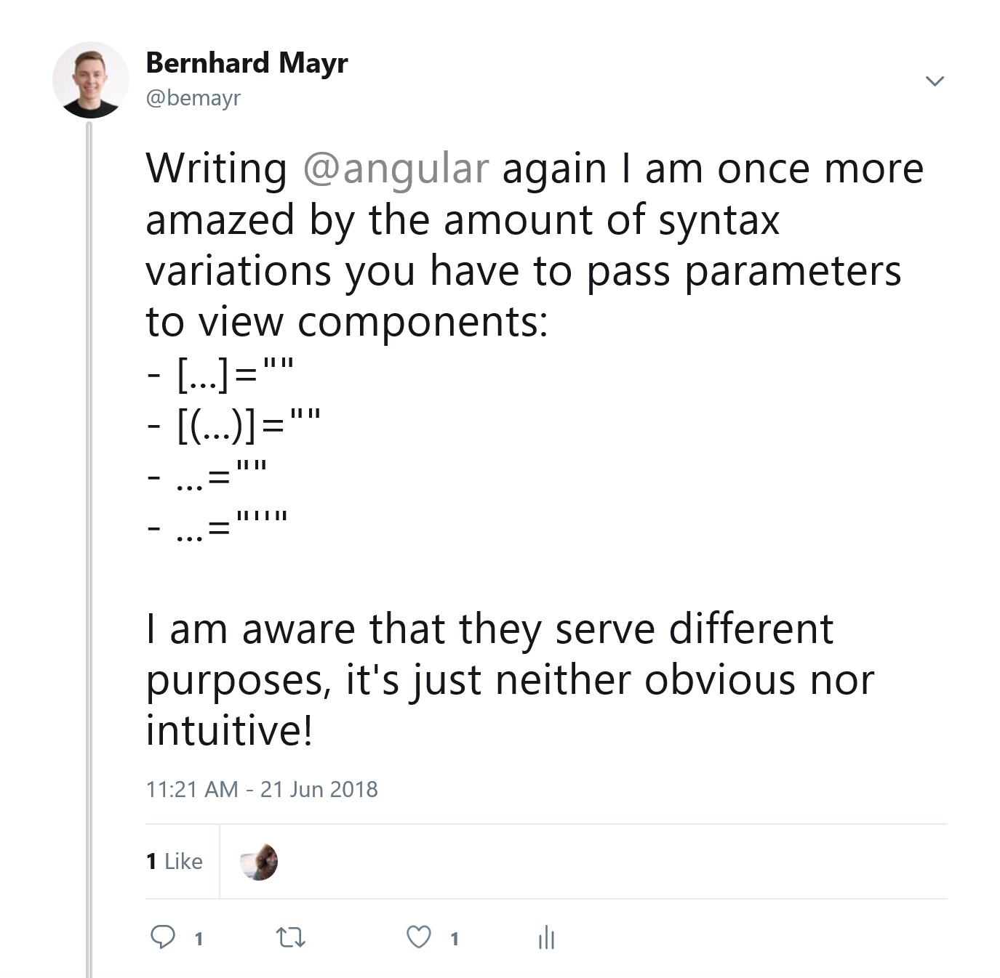 Bernhard Mayr
@bemayr
Writing @angular again I am once more
amazed by the amount of syntax
variations you have to pass parameters
to view components:
- [...]=""
- [(...)]=""
- ...=""
- ...="''"
I am aware that they serve different
purposes, it's just neither obvious nor
intuitive!
11:21 AM - 21 Jun 2018
1 Like
1 1